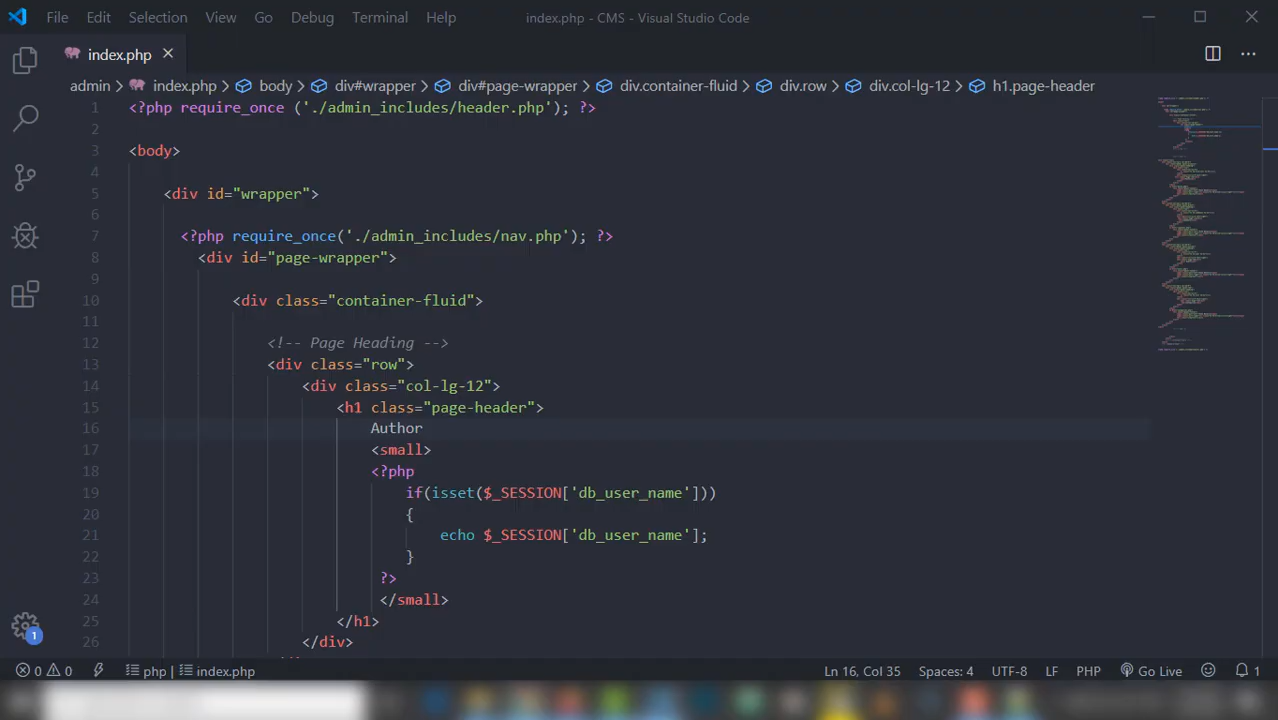 File Edit Selection View Go Debug Terminal Help index.php - CMS - Visual Studio Code
index.php
admin > index.php > body > div#wrapper > div#page-wrapper > div.container-fluid > div.row > div.col-lg-12 > h1.page-header
1 <?php require_once ('./admin_includes/header.php'); ?>
2
3 <body>
4
5 <div id="wrapper">
6
7 <?php require_once('./admin_includes/nav.php'); ?>
8 <div id="page-wrapper">
9
10 <div class="container-fluid">
11
12 <!-- Page Heading -->
13 <div class="row">
14 <div class="col-lg-12">
15 <h1 class="page-header">
16 Author
17 <small>
18 <?php
19 if(isset($_SESSION['db_user_name']))
20 {
21 echo $_SESSION['db_user_name'];
22 }
23 ?>
24 </small>
25 </h1>
26 </div>
1
0 0 php | index.php Ln 16, Col 35 Spaces: 4 UTF-8 LF PHP Go Live 1